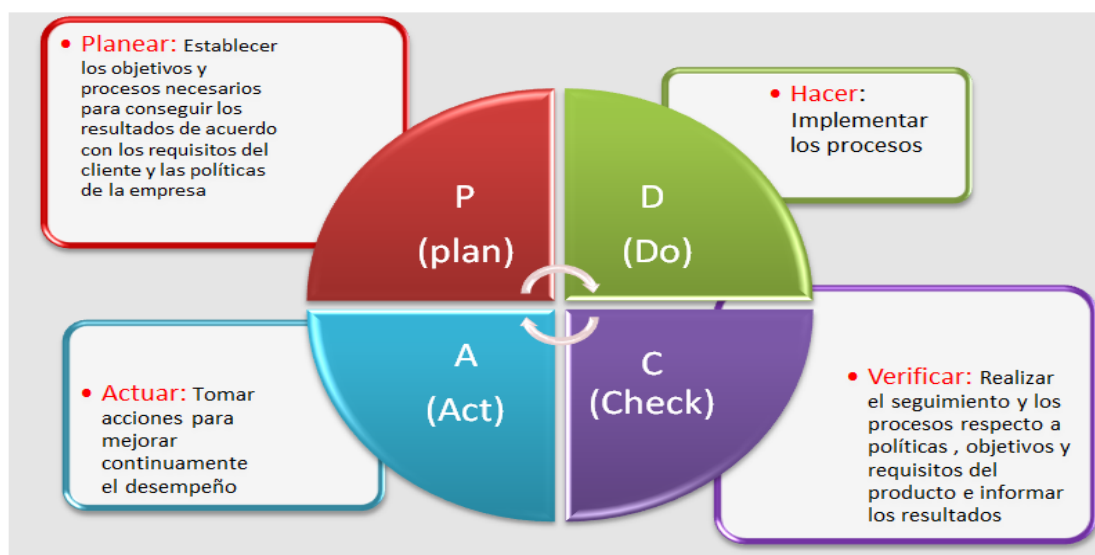 • Planear: Establecer
los objetivos y
procesos necesarios
para conseguir los
resultados de acuerdo
con los requisitos del
cliente y las políticas
de la empresa
• Hacer:
Implementar
los procesos
P
(plan)
D
(Do)
A
(Act)
C
(Check)
• Actuar: Tomar
acciones para
mejorar
continuamente
el desempeño
• Verificar: Realizar
el seguimiento y los
procesos respecto a
políticas , objetivos y
requisitos del
producto e informar
los resultados